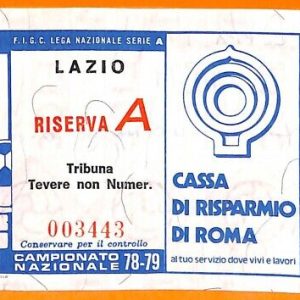 F.I.G.C. LEGA NAZIONALE SERIE A
LAZIO
RISERVA A
Tribuna
Tevere non Numer.
003443
Conservare per il controllo
CAMPIONATO
NAZIONALE 78-79
CASSA
DI RISPARMIO
DI ROMA
al tuo servizio dove vivi e lavori